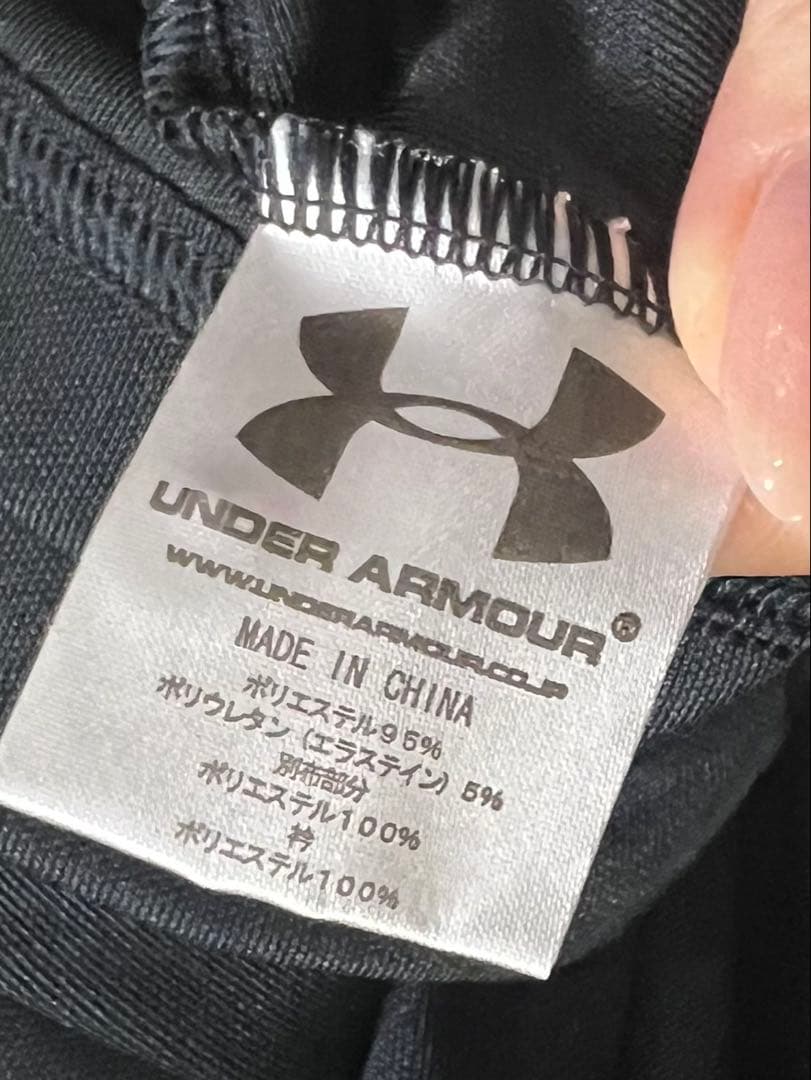 UNDER ARMOUR®
WWW.UNDERARMOUR.CO.JP
MADE IN CHINA
ポリエステル95%
ポリウレタン(エラステイン)5%
別布部分
ポリエステル100%
衿
ポリエステル100%